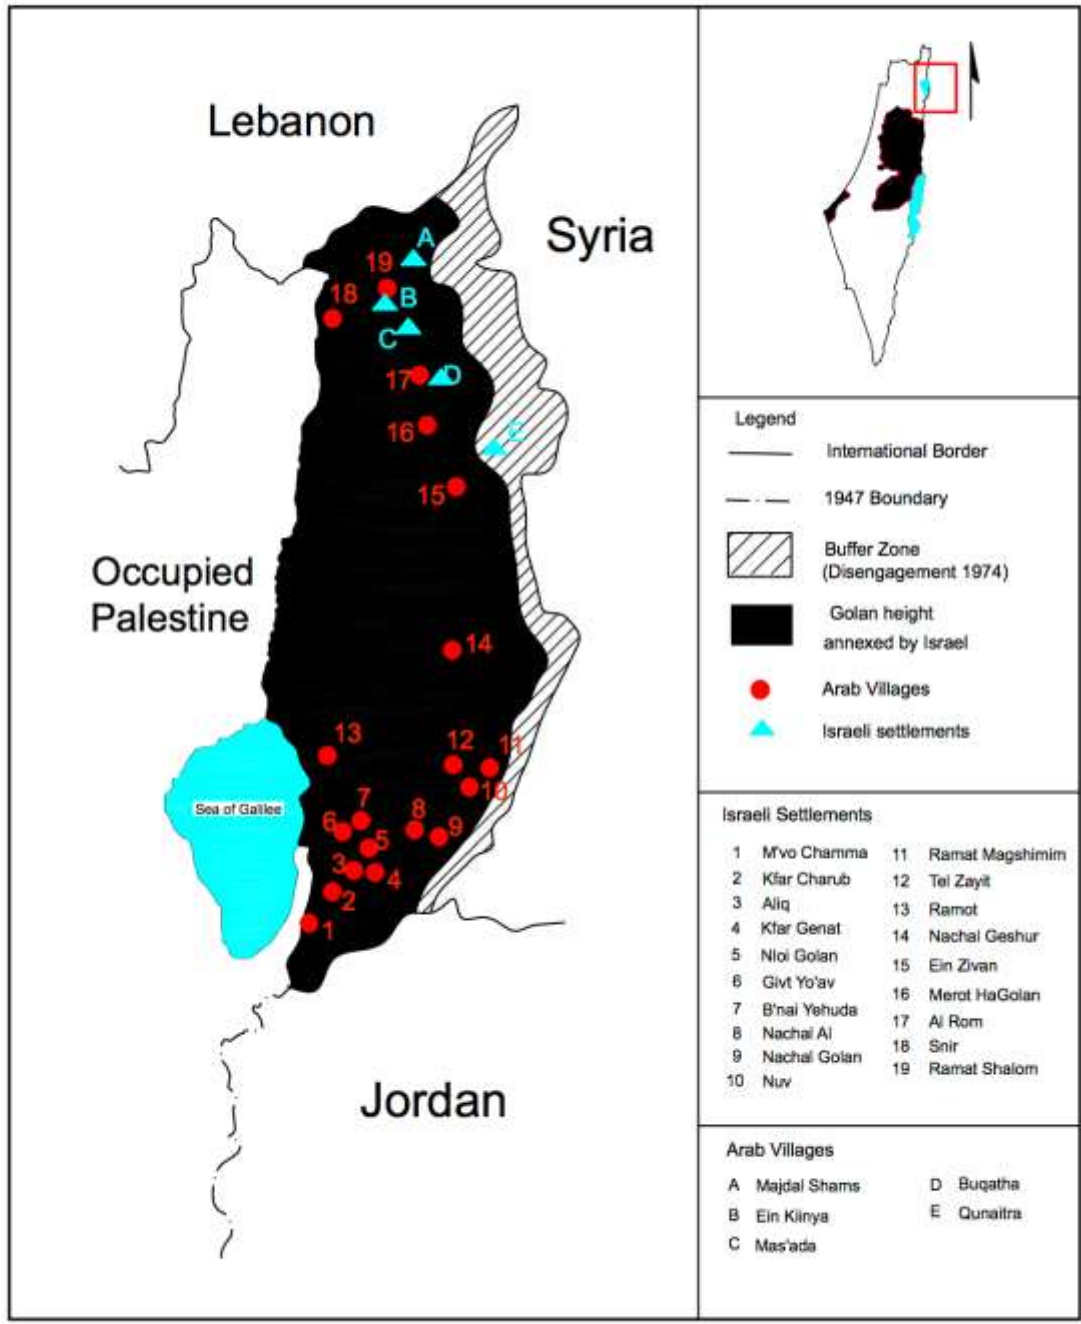 Lebanon
Syria
A
19
18
B
C
17
D
16
E
15
Occupied
Palestine
14
13
12
11
10
Sea of Galilee
7
6
8
9
5
3
4
2
1
Jordan
Legend
International Border
1947 Boundary
Buffer Zone
(Disengagement 1974)
Golan height
annexed by Israel
Arab Villages
Israeli settlements
Israeli Settlements
1 M'vo Chamma
2 Kfar Charub
3 Aliq
4 Kfar Genat
5 Nloi Golan
6 Givt Yo'av
7 B'nai Yehuda
8 Nachal Al
9 Nachal Golan
10 Nuv
11 Ramat Magshimim
12 Tel Zayit
13 Ramot
14 Nachal Geshur
15 Ein Zivan
16 Merot HaGolan
17 Al Rom
18 Snir
19 Ramat Shalom
Arab Villages
A Majdal Shams
B Ein Kiinya
C Mas'ada
D Buqatha
E Qunaitra